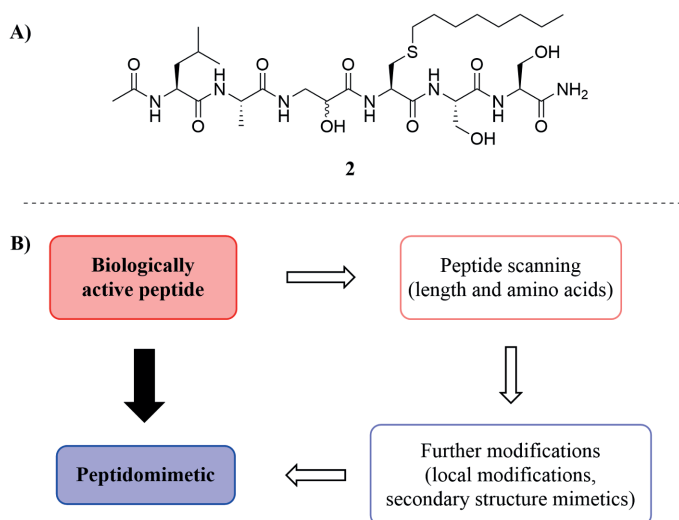 A)
O
H
N
N
H
O
O
H
N
N
H
OH
O
N
H
S
O
H
N
OH
O
N
H
OH
NH2
O
2
B)
Biologically
active peptide
Peptide scanning
(length and amino acids)
Peptidomimetic
Further modifications
(local modifications,
secondary structure mimetics)